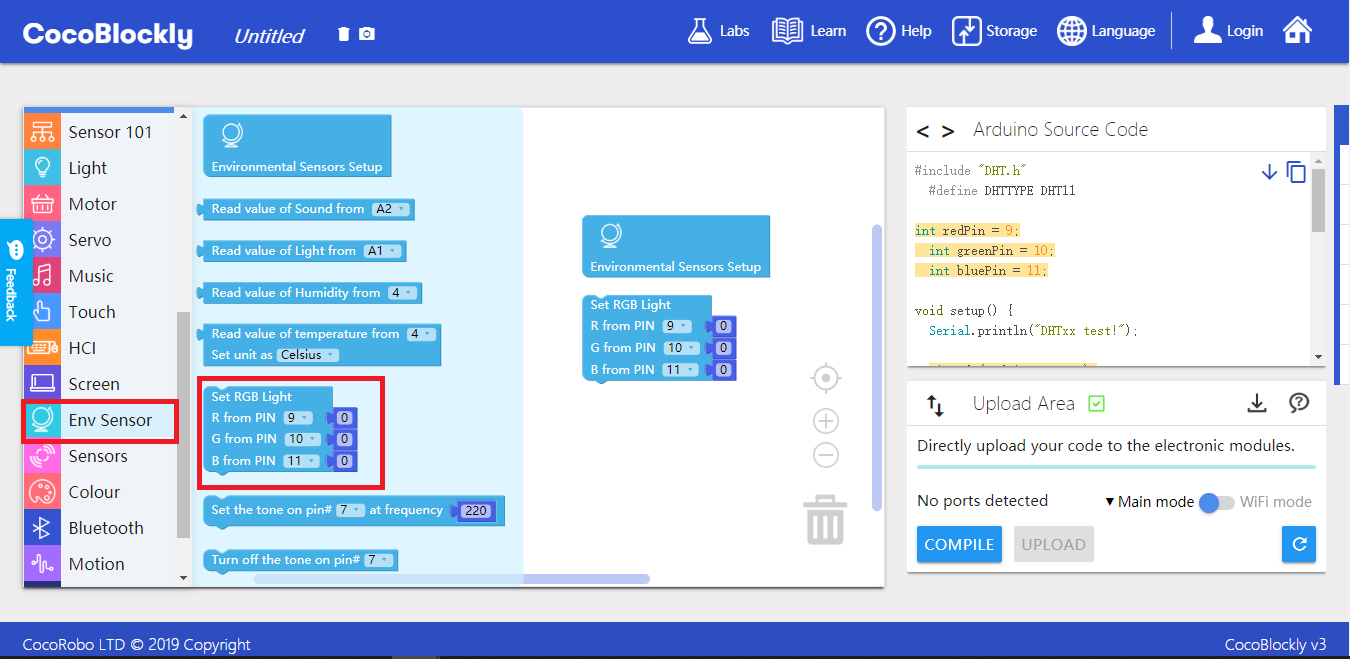 CocoBlockly
Untitled
Labs
Learn
Help
Storage
Language
Login
Feedback
Sensor 101
Light
Motor
Servo
Music
Touch
HCI
Screen
Env Sensor
Sensors
Colour
Bluetooth
Motion
Environmental Sensors Setup
Read value of Sound from A2
Read value of Light from A1
Read value of Humidity from 4
Read value of temperature from 4
Set unit as Celsius
Set RGB Light
R from PIN 9 0
G from PIN 10 0
B from PIN 11 0
Set the tone on pin# 7 at frequency 220
Turn off the tone on pin# 7
Environmental Sensors Setup
Set RGB Light
R from PIN 9 0
G from PIN 10 0
B from PIN 11 0
< > Arduino Source Code
#include "DHT.h"
#define DHTTYPE DHT11
int redPin = 9;
int greenPin = 10;
int bluePin = 11;
void setup() {
Serial.println("DHTxx test!");
Upload Area
Directly upload your code to the electronic modules.
No ports detected
Main mode
WiFi mode
COMPILE
UPLOAD
CocoRobo LTD © 2019 Copyright
CocoBlockly v3